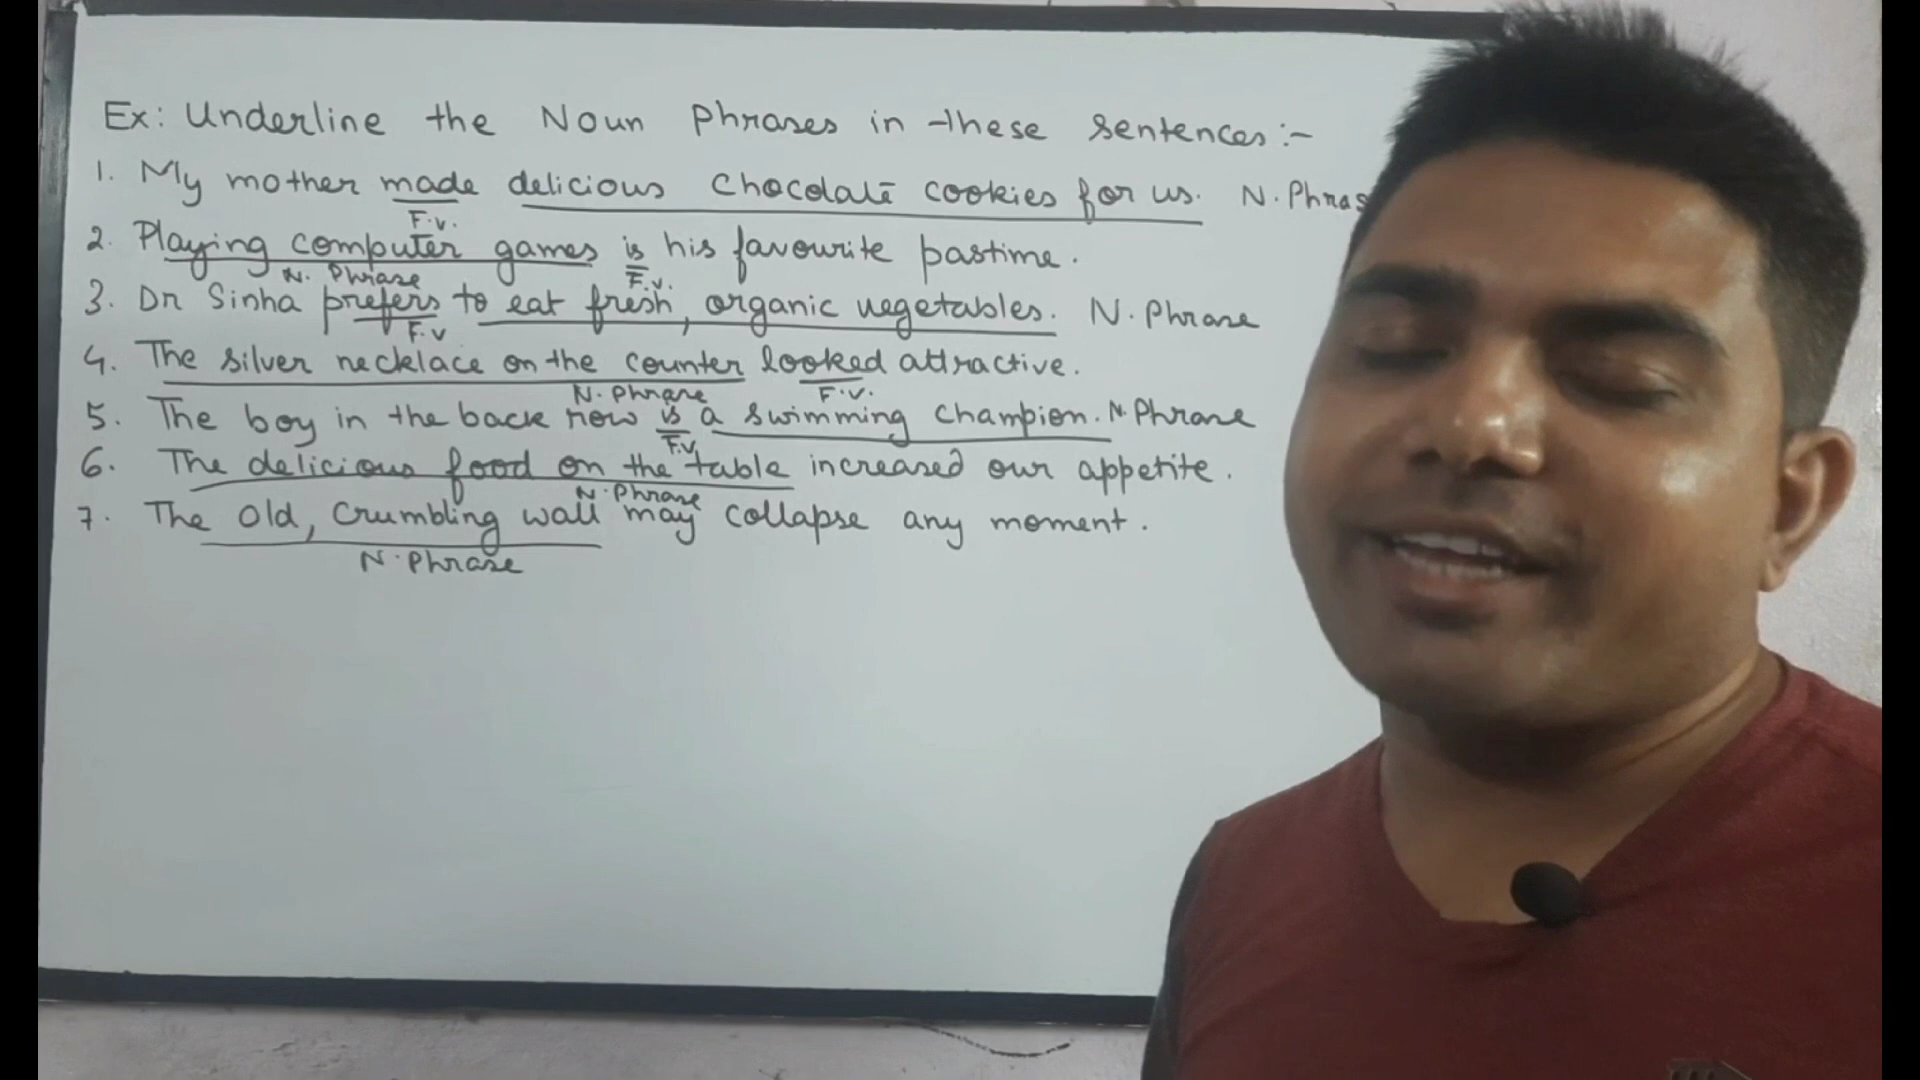 Ex: Underline the Noun Phrases in these sentences:-
1. My mother made delicious chocolate cookies for us. N. Phras
F.v.
2. Playing computer games is his favourite pastime.
N. Phrase F.v.
3. Dr Sinha prefers to eat fresh, organic vegetables. N. Phrase
F.v
4. The silver necklace on the counter looked attractive.
N. Phrase F.v.
5. The boy in the back row is a swimming champion. N. Phrase
F.v
6. The delicious food on the table increased our appetite.
N. Phrase
7. The old, crumbling wall may collapse any moment.
N. Phrase